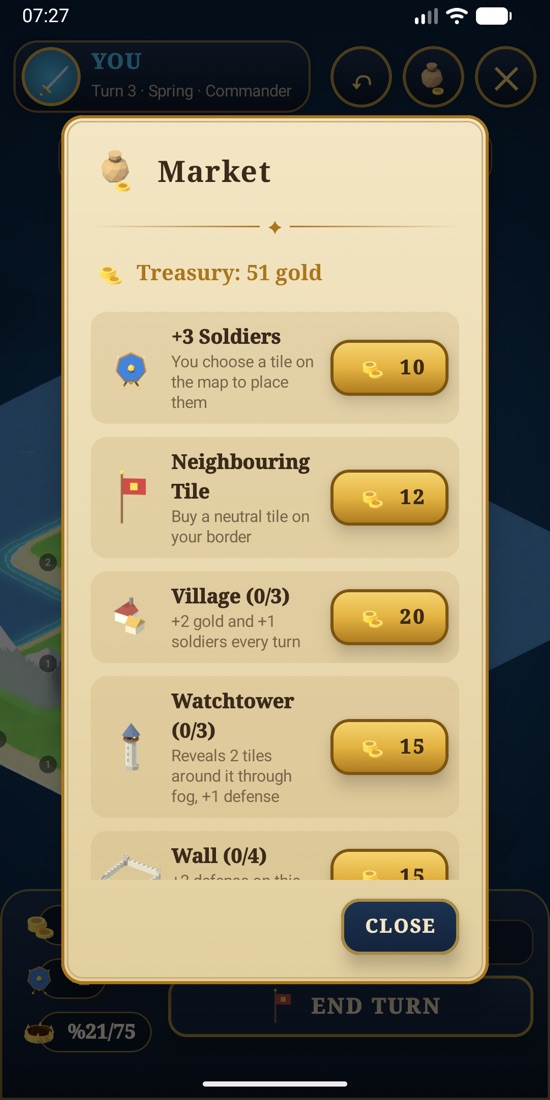 07:27
YOU
Turn 3 · Spring · Commander
Market
Treasury: 51 gold
+3 Soldiers
You choose a tile on
the map to place
them
10
Neighbouring
Tile
Buy a neutral tile on
your border
12
Village (0/3)
+2 gold and +1
soldiers every turn
20
Watchtower
(0/3)
Reveals 2 tiles
around it through
fog, +1 defense
15
Wall (0/4)
15
2
1
1
CLOSE
END TURN
%21/75